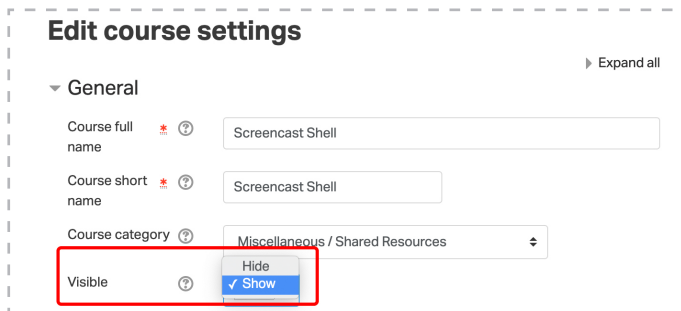 Edit course settings
Expand all
General
Course full name * ?
Screencast Shell
Course short name * ?
Screencast Shell
Course category ?
Miscellaneous / Shared Resources
Visible ?
Hide
✓ Show